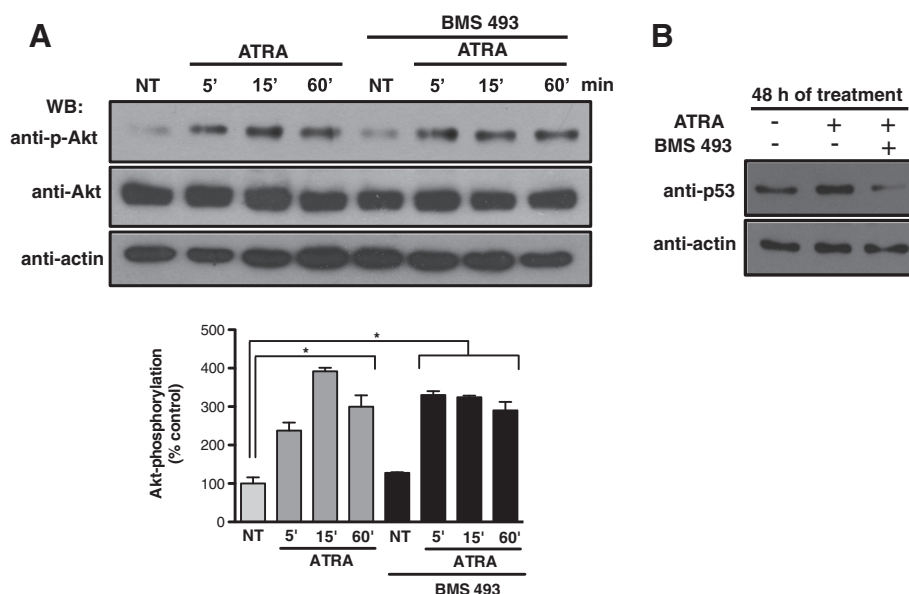 A
BMS 493
ATRA ATRA
NT 5' 15' 60' NT 5' 15' 60' min
WB:
anti-p-Akt
anti-Akt
anti-actin
B
48 h of treatment
ATRA - + +
BMS 493 - - +
anti-p53
anti-actin
Akt-phosphorylation
(% control)
500
400
300
200
100
0
* *
NT 5' 15' 60' NT 5' 15' 60'
ATRA ATRA
BMS 493